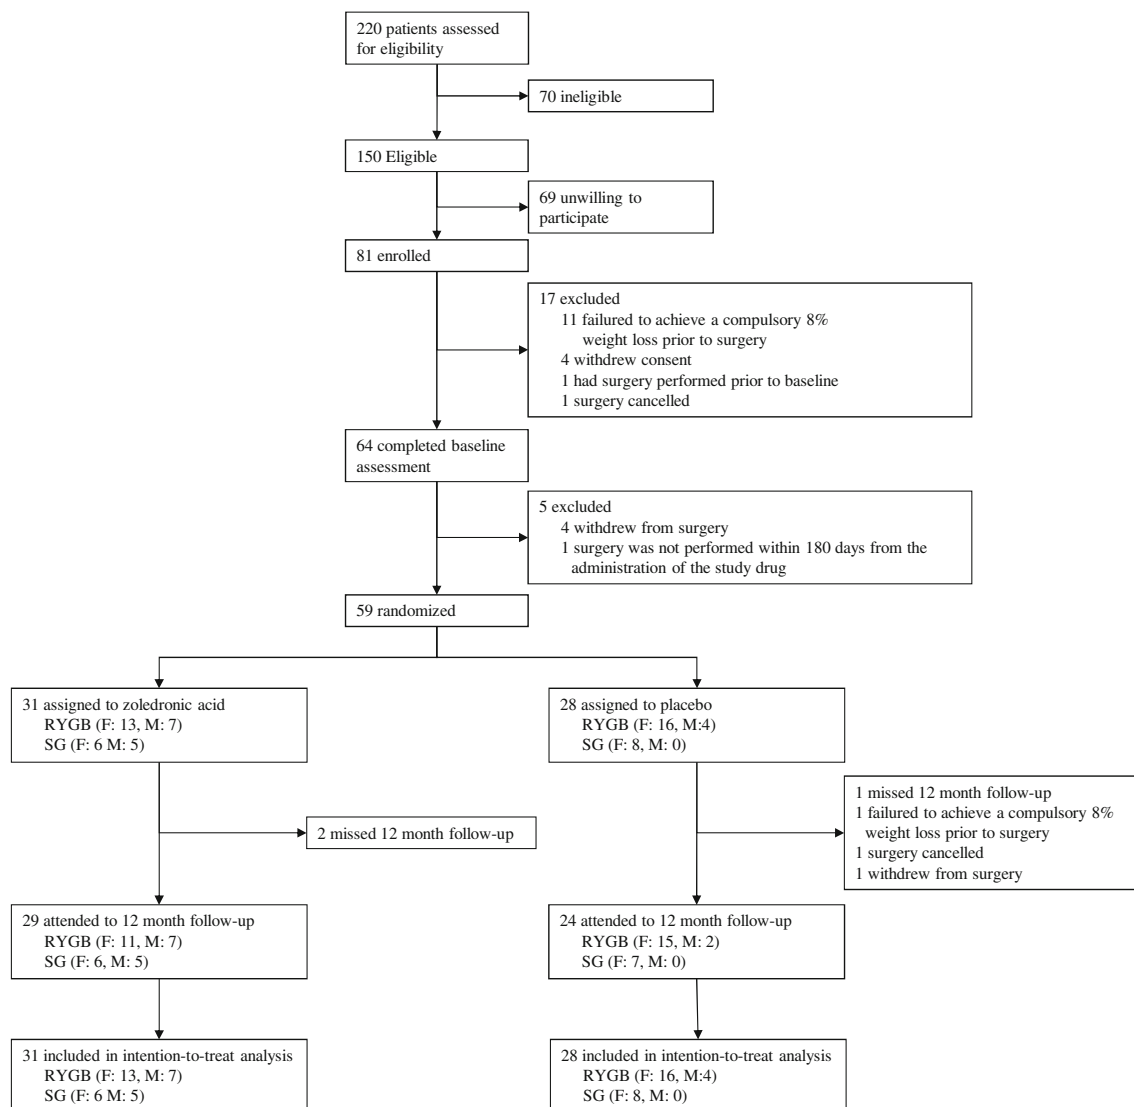 220 patients assessed
for eligibility
70 ineligible
150 Eligible
69 unwilling to
participate
81 enrolled
17 excluded
11 failured to achieve a compulsory 8%
weight loss prior to surgery
4 withdrew consent
1 had surgery performed prior to baseline
1 surgery cancelled
64 completed baseline
assessment
5 excluded
4 withdrew from surgery
1 surgery was not performed within 180 days from the
administration of the study drug
59 randomized
31 assigned to zoledronic acid
RYGB (F: 13, M: 7)
SG (F: 6 M: 5)
28 assigned to placebo
RYGB (F: 16, M:4)
SG (F: 8, M: 0)
2 missed 12 month follow-up
1 missed 12 month follow-up
1 failured to achieve a compulsory 8%
weight loss prior to surgery
1 surgery cancelled
1 withdrew from surgery
29 attended to 12 month follow-up
RYGB (F: 11, M: 7)
SG (F: 6, M: 5)
24 attended to 12 month follow-up
RYGB (F: 15, M: 2)
SG (F: 7, M: 0)
31 included in intention-to-treat analysis
RYGB (F: 13, M: 7)
SG (F: 6 M: 5)
28 included in intention-to-treat analysis
RYGB (F: 16, M:4)
SG (F: 8, M: 0)